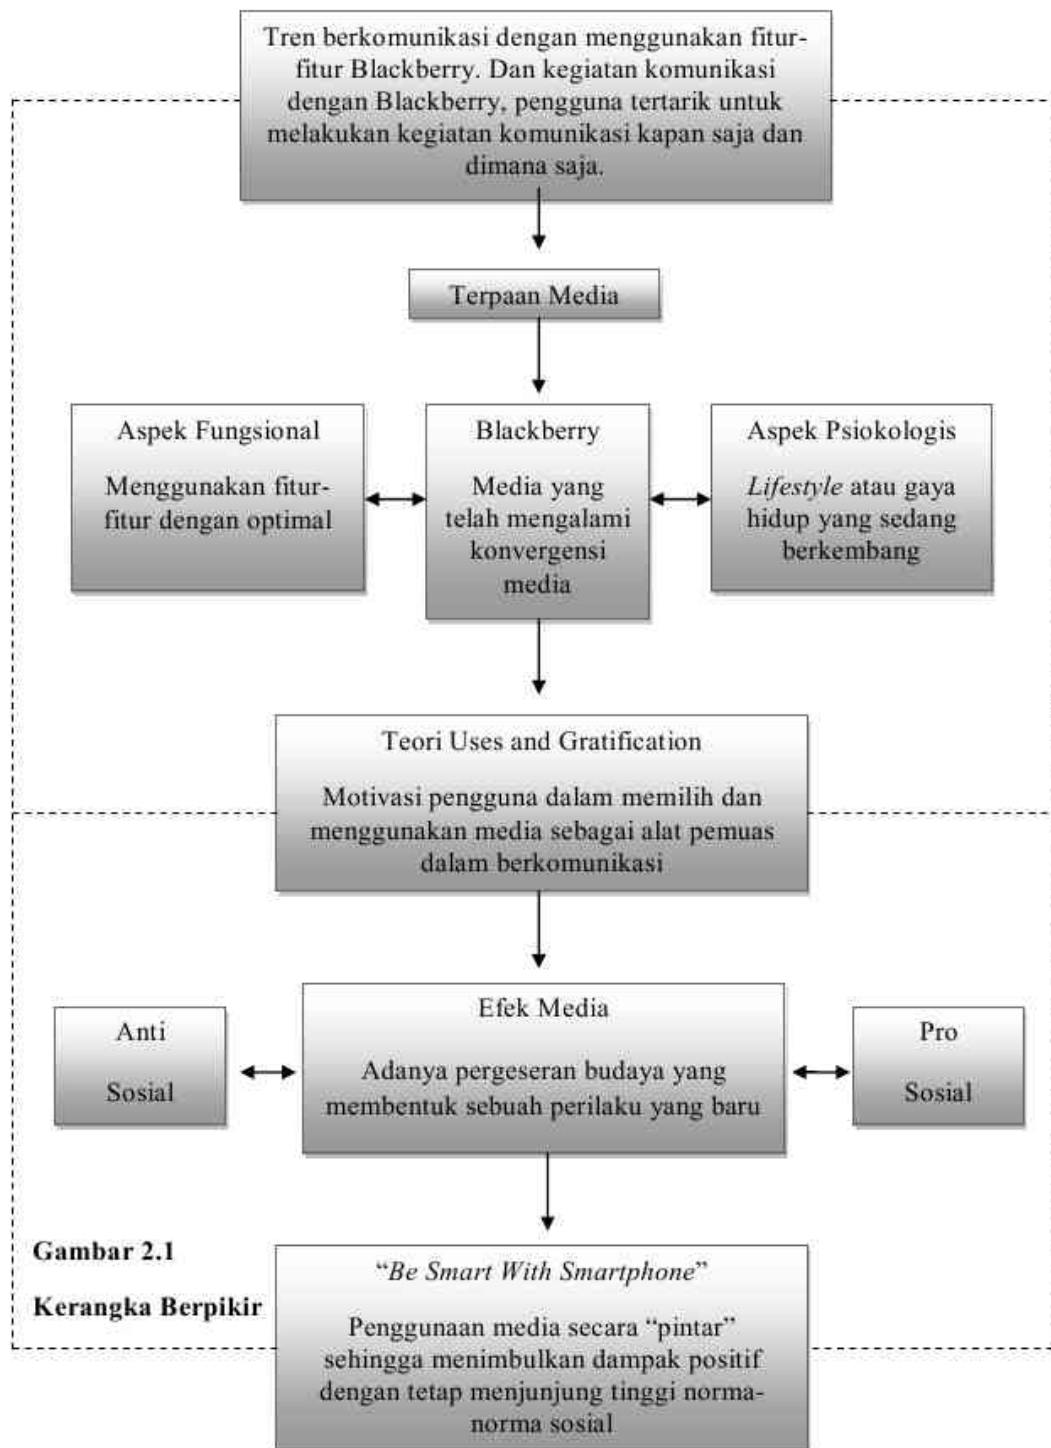 Tren berkomunikasi dengan menggunakan fitur-
fitur Blackberry. Dan kegiatan komunikasi
dengan Blackberry, pengguna tertarik untuk
melakukan kegiatan komunikasi kapan saja dan
dimana saja.
Terpaan Media
Aspek Fungsional
Menggunakan fitur-
fitur dengan optimal
Blackberry
Media yang
telah mengalami
konvergensi
media
Aspek Psiokologis
Lifestyle atau gaya
hidup yang sedang
berkembang
Teori Uses and Gratification
Motivasi pengguna dalam memilih dan
menggunakan media sebagai alat pemuas
dalam berkomunikasi
Anti
Sosial
Efek Media
Adanya pergeseran budaya yang
membentuk sebuah perilaku yang baru
Pro
Sosial
Gambar 2.1
Kerangka Berpikir
“Be Smart With Smartphone”
Penggunaan media secara “pintar”
sehingga menimbulkan dampak positif
dengan tetap menjunjung tinggi norma-
norma sosial